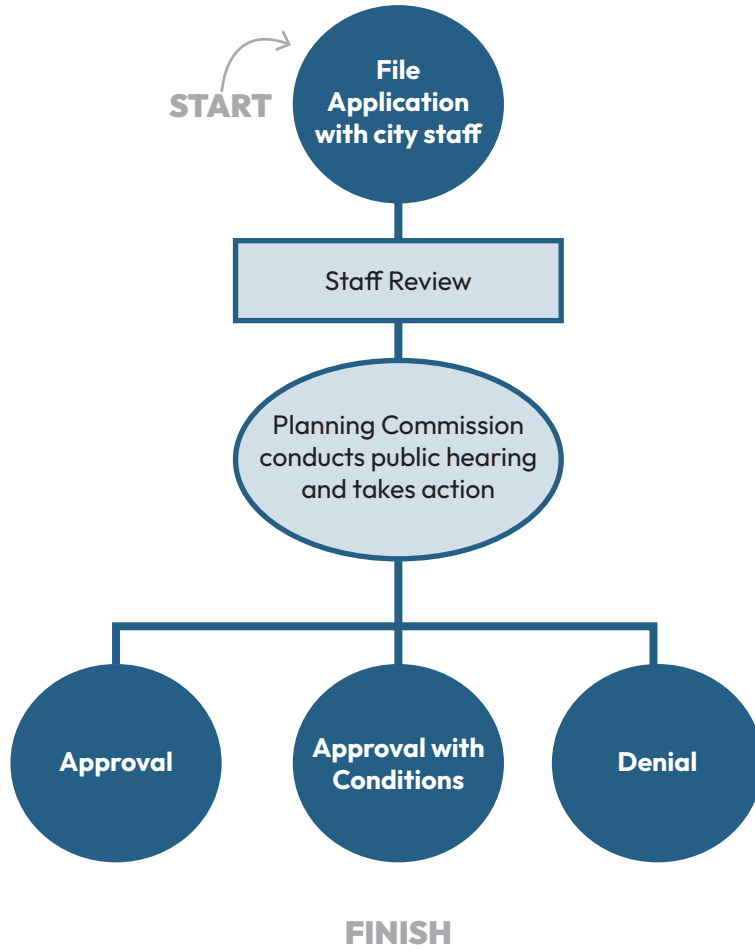 START
File
Application
with city staff
Staff Review
Planning Commission
conducts public hearing
and takes action
Approval
Approval with
Conditions
Denial
FINISH